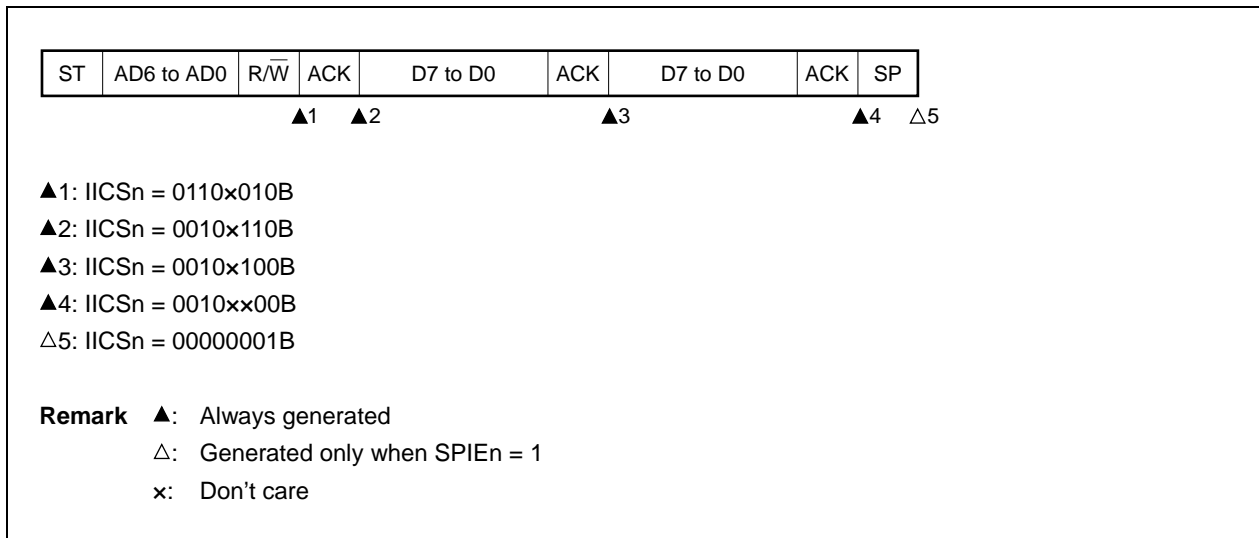 ST AD6 to AD0 R/W̅ ACK D7 to D0 ACK D7 to D0 ACK SP
▲1 ▲2 ▲3 ▲4 △5
▲1: IICSn = 0110×010B
▲2: IICSn = 0010×110B
▲3: IICSn = 0010×100B
▲4: IICSn = 0010××00B
△5: IICSn = 00000001B
Remark ▲: Always generated
△: Generated only when SPIEn = 1
×: Don't care